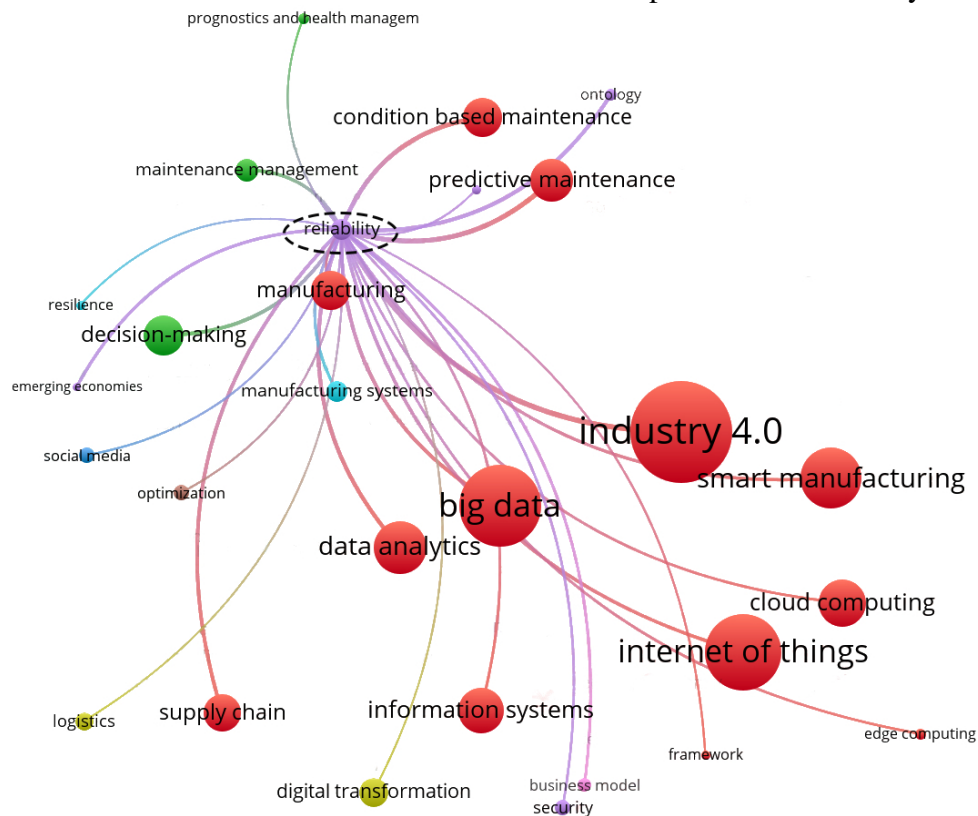 prognostics and health managem
ontology
condition based maintenance
maintenance management
predictive maintenance
reliability
manufacturing
resilience
decision-making
emerging economies
manufacturing systems
industry 4.0
social media
smart manufacturing
optimization
big data
data analytics
cloud computing
internet of things
information systems
supply chain
logistics
edge computing
framework
digital transformation
business model
security